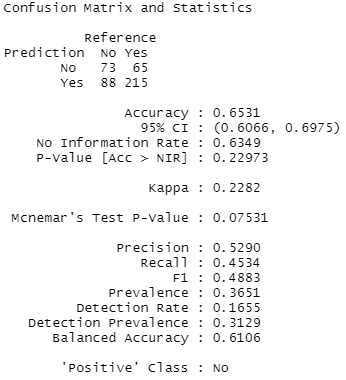 Confusion Matrix and Statistics
Reference
Prediction No Yes
No 73 65
Yes 88 215
Accuracy : 0.6531
95% CI : (0.6066, 0.6975)
No Information Rate : 0.6349
P-Value [Acc > NIR] : 0.22973
Kappa : 0.2282
Mcnemar's Test P-Value : 0.07531
Precision : 0.5290
Recall : 0.4534
F1 : 0.4883
Prevalence : 0.3651
Detection Rate : 0.1655
Detection Prevalence : 0.3129
Balanced Accuracy : 0.6106
'Positive' Class : No